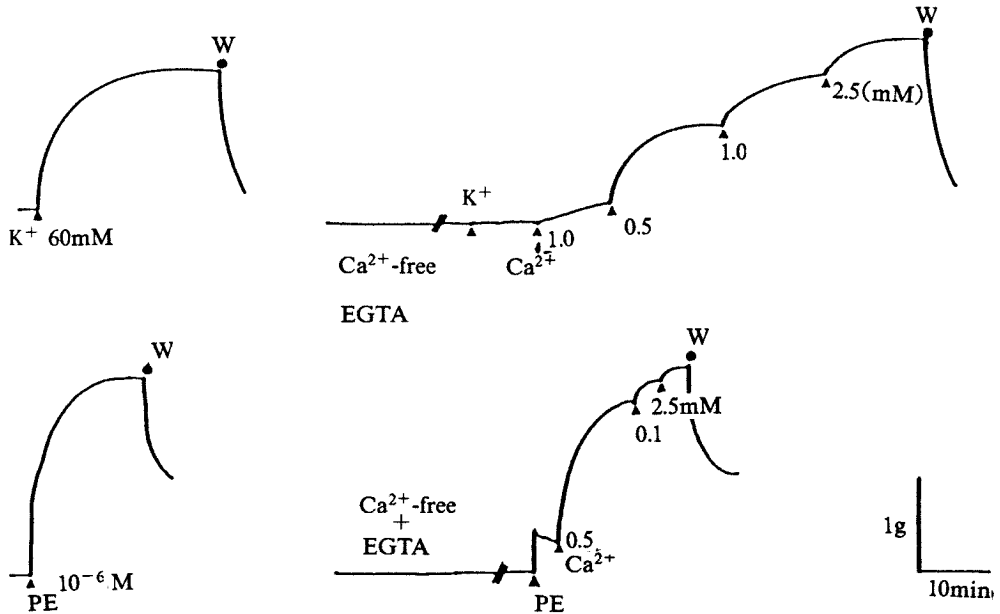 W
K⁺ 60mM
W
2.5(mM)
1.0
0.5
K⁺
1.0
Ca²⁺
Ca²⁺-free
EGTA
W
PE 10⁻⁶ M
W
2.5mM
0.1
0.5
Ca²⁺
Ca²⁺-free
+
EGTA
PE
1g
10min